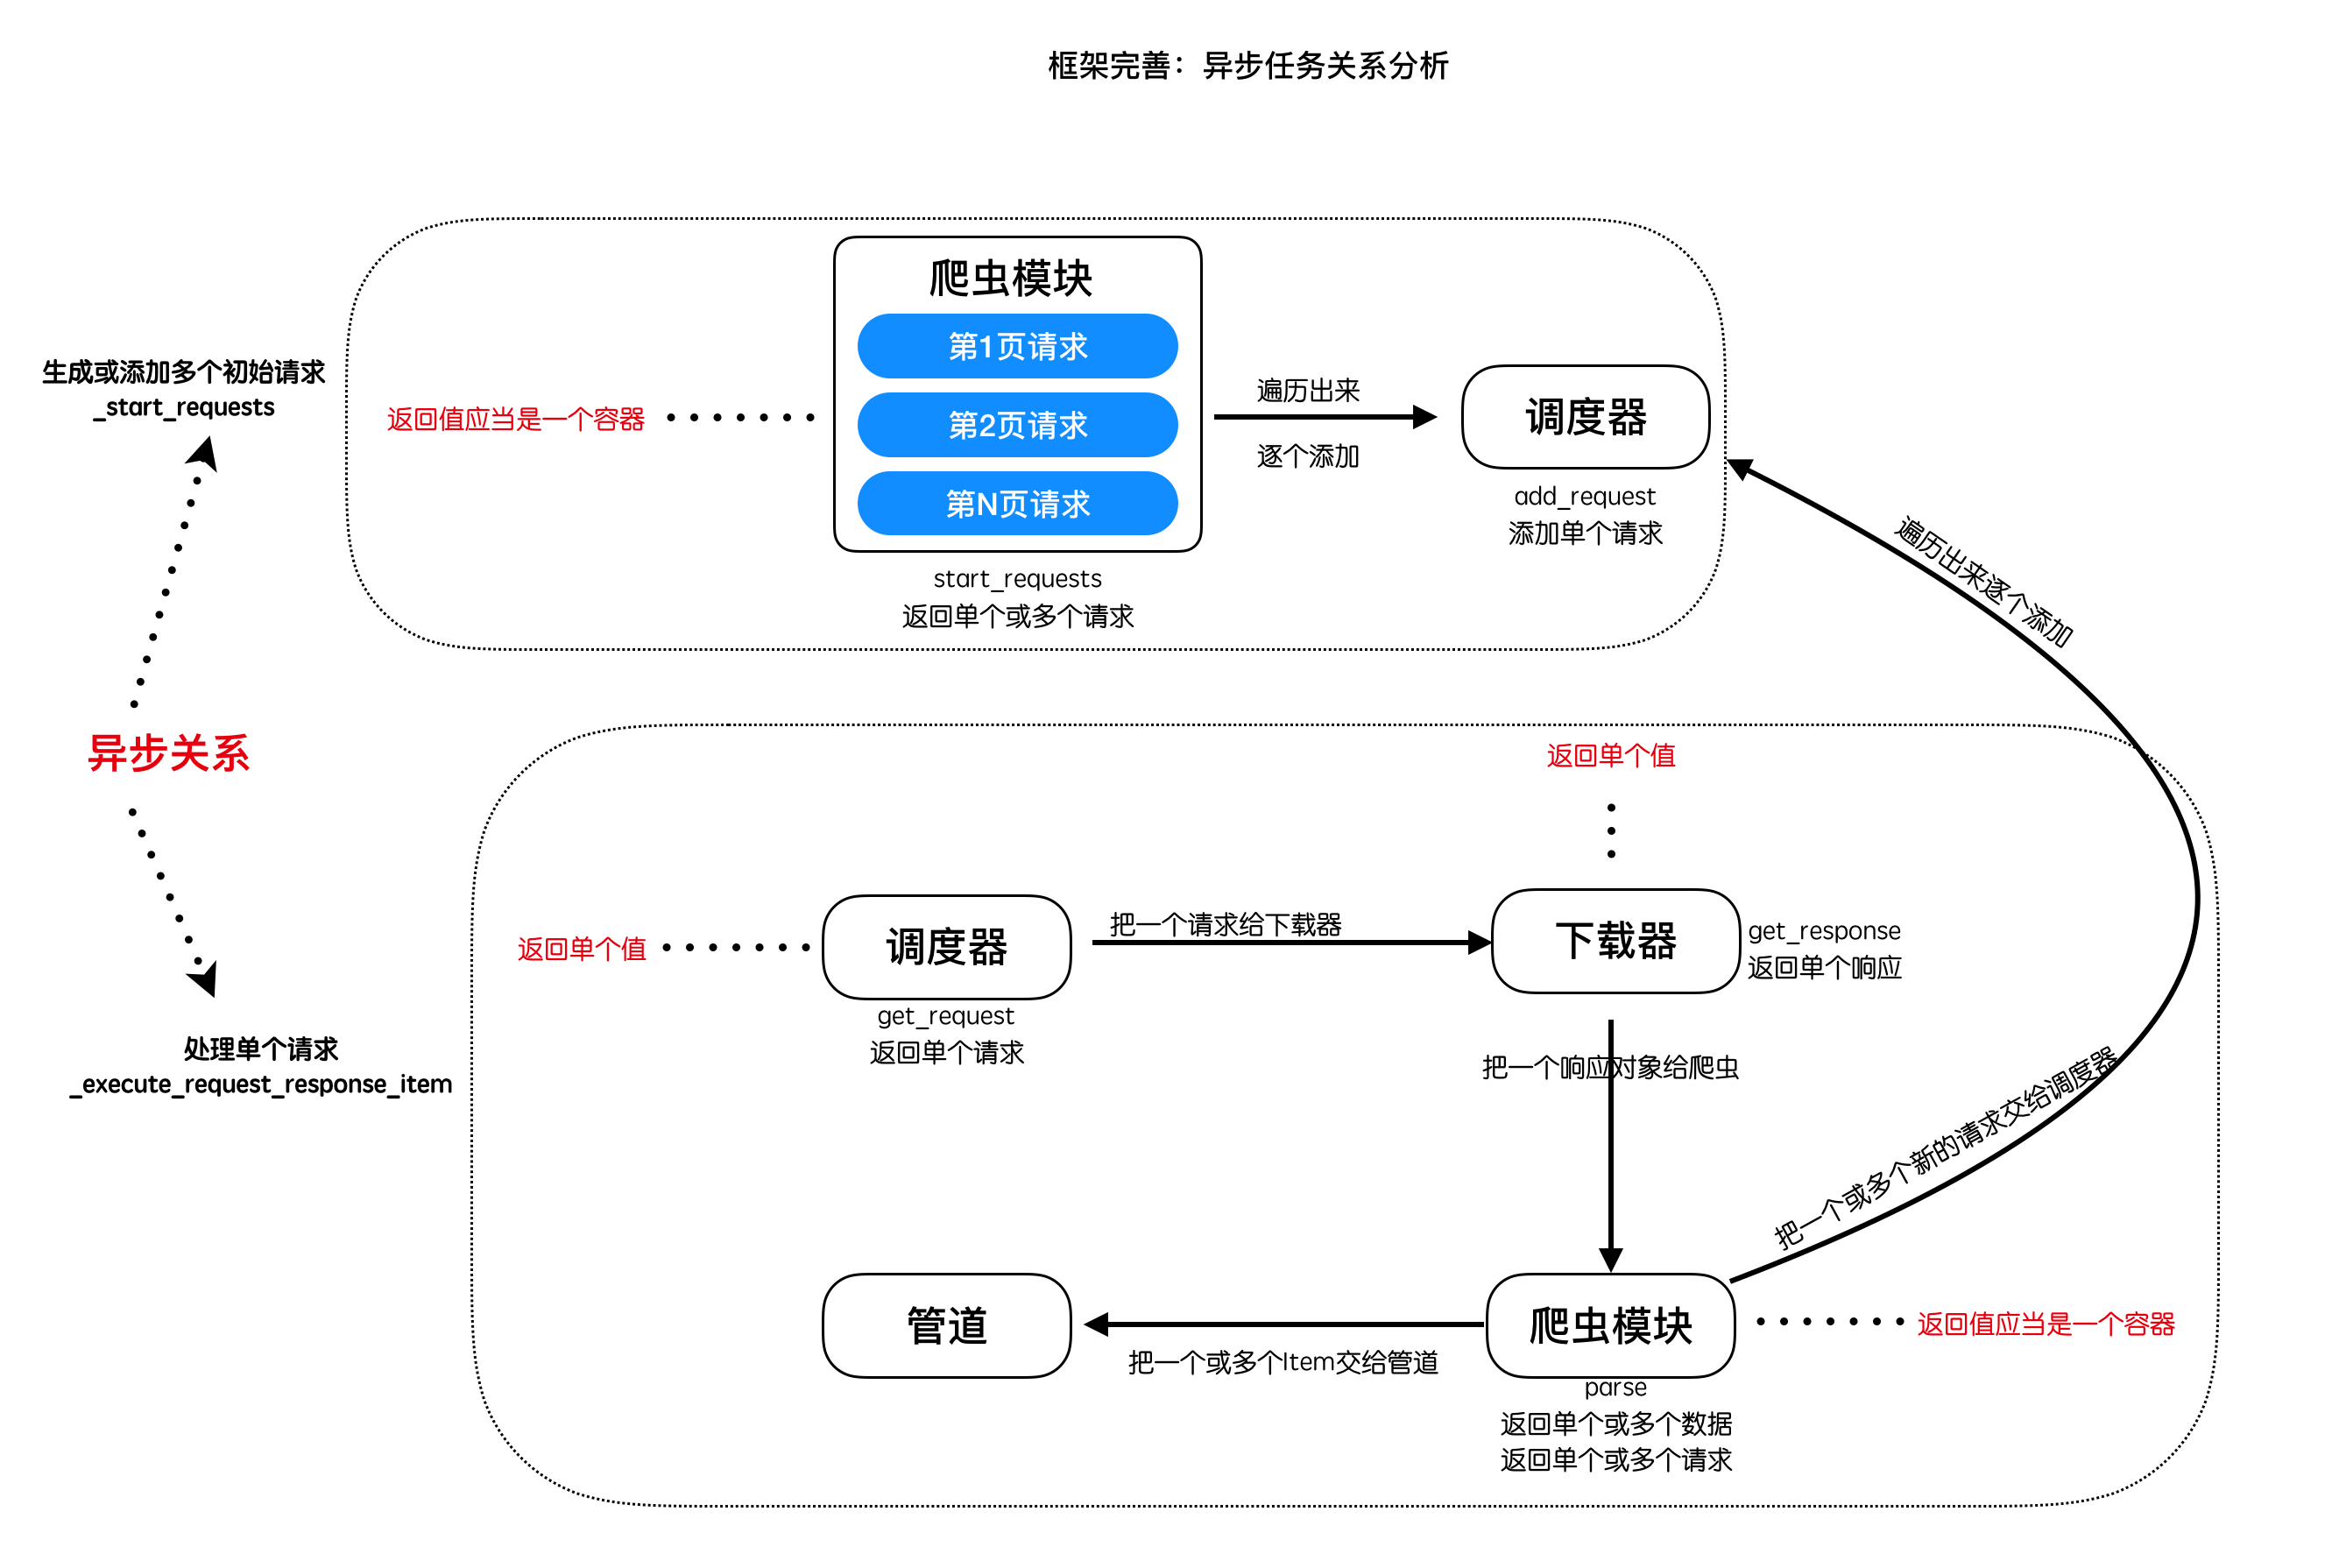 框架完善：异步任务关系分析
爬虫模块
第1页请求
第2页请求
第N页请求
start_requests
返回单个或多个请求
返回值应当是一个容器
遍历出来
逐个添加
调度器
add_request
添加单个请求
生成或添加多个初始请求
_start_requests
异步关系
处理单个请求
_execute_request_response_item
遍历出来逐个添加
返回单个值
返回单个值
调度器
get_request
返回单个请求
把一个请求给下载器
下载器
get_response
返回单个响应
把一个响应对象给爬虫
把一个或多个新的请求交给调度器
管道
把一个或多个Item交给管道
爬虫模块
parse
返回单个或多个数据
返回单个或多个请求
返回值应当是一个容器